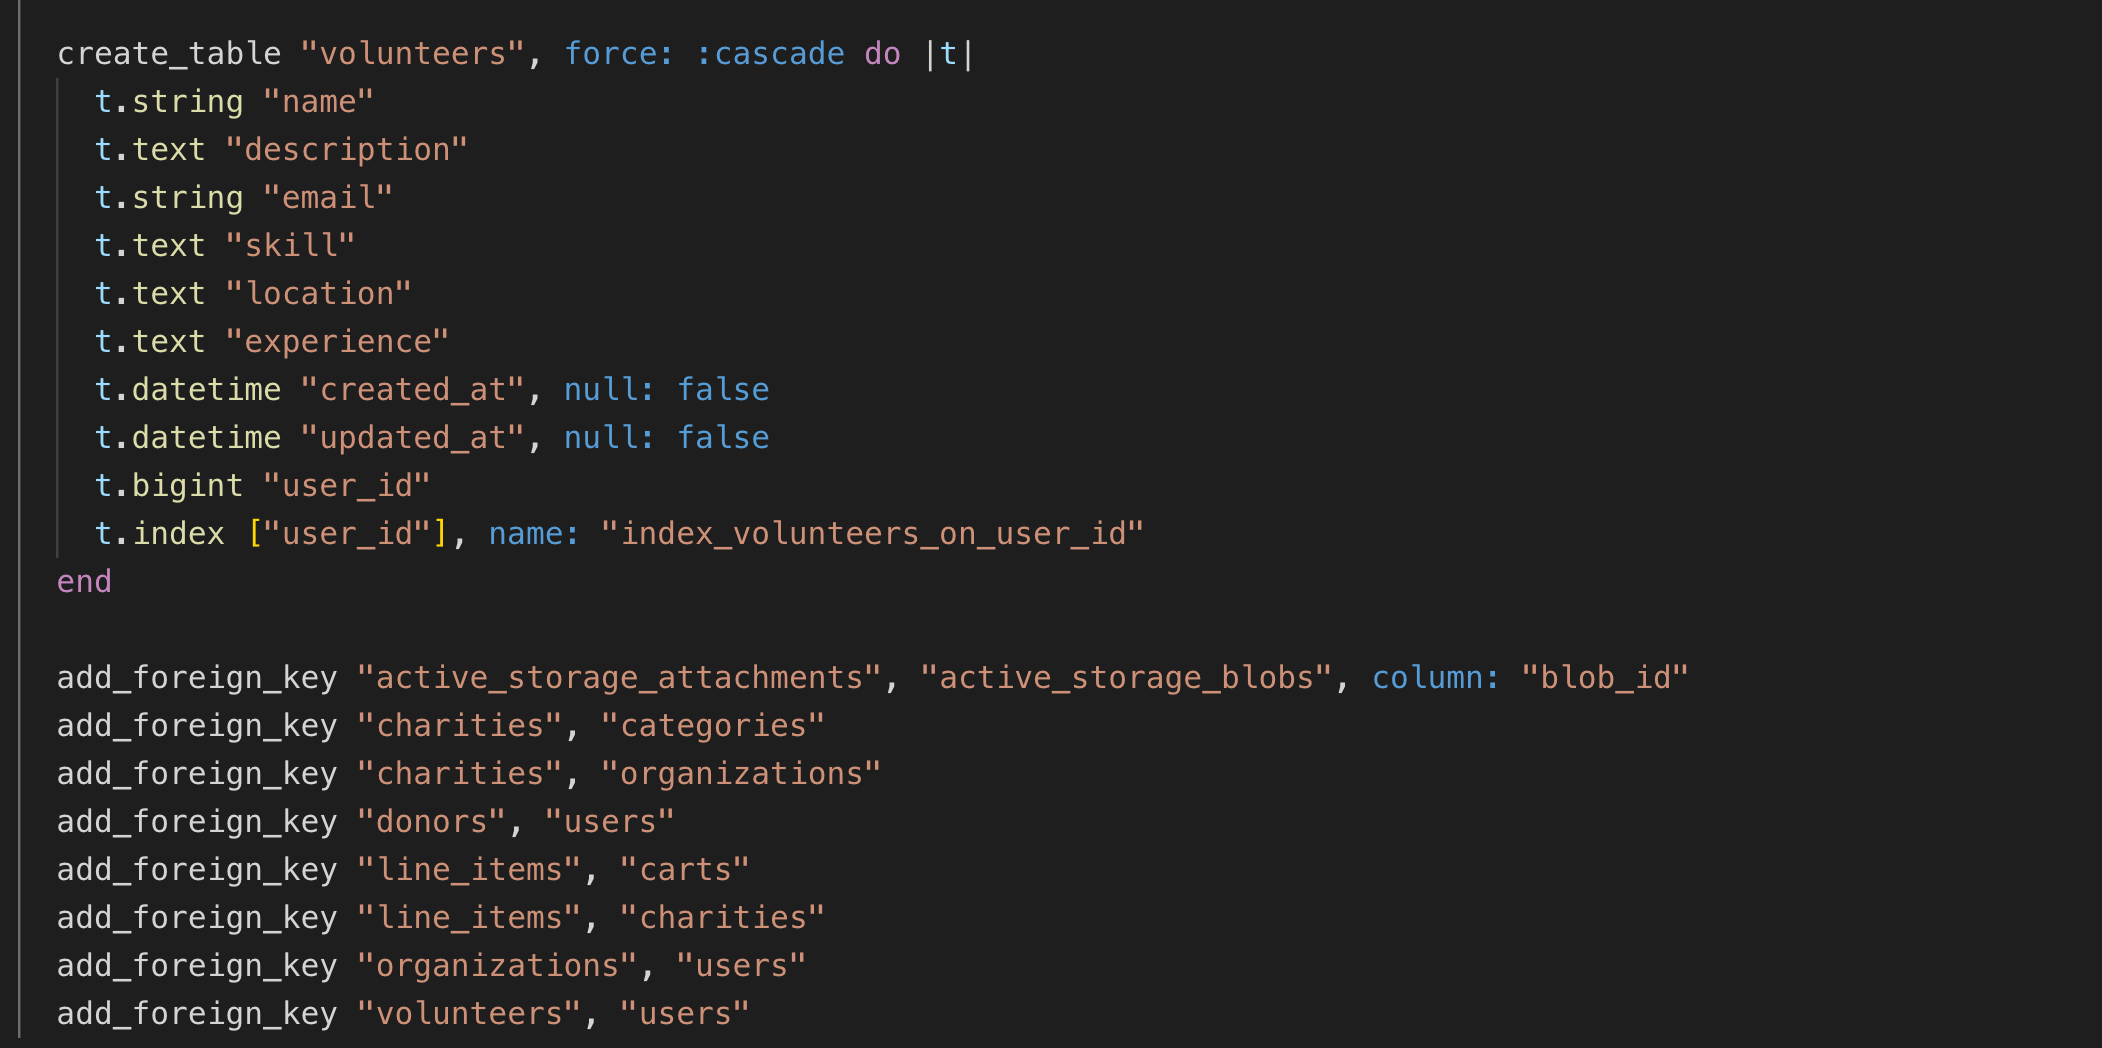 create_table "volunteers", force: :cascade do |t|
  t.string "name"
  t.text "description"
  t.string "email"
  t.text "skill"
  t.text "location"
  t.text "experience"
  t.datetime "created_at", null: false
  t.datetime "updated_at", null: false
  t.bigint "user_id"
  t.index ["user_id"], name: "index_volunteers_on_user_id"
end

add_foreign_key "active_storage_attachments", "active_storage_blobs", column: "blob_id"
add_foreign_key "charities", "categories"
add_foreign_key "charities", "organizations"
add_foreign_key "donors", "users"
add_foreign_key "line_items", "carts"
add_foreign_key "line_items", "charities"
add_foreign_key "organizations", "users"
add_foreign_key "volunteers", "users"